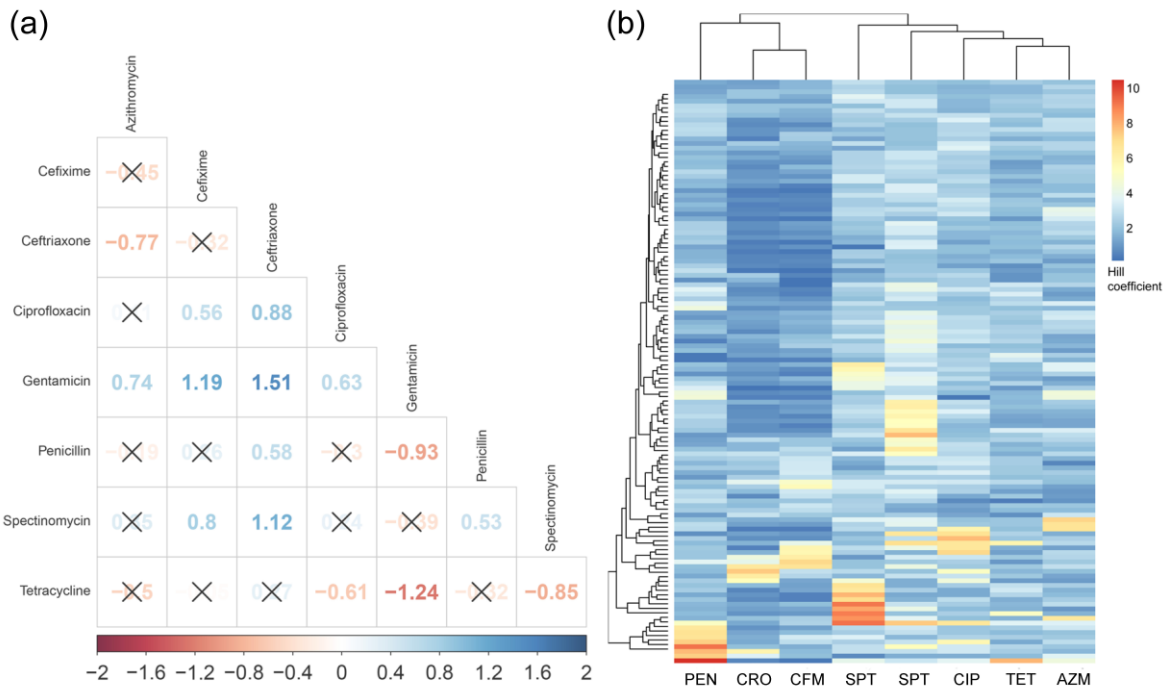 (a)
Azithromycin
Cefixime
Cefixime
Ceftriaxone
−0.77
Ceftriaxone
Ciprofloxacin
0.56
0.88
Ciprofloxacin
Gentamicin
0.74
1.19
1.51
0.63
Gentamicin
Penicillin
0.58
−0.93
Penicillin
Spectinomycin
0.8
1.12
0.53
Spectinomycin
Tetracycline
−0.61
−1.24
−0.85
−2 −1.6 −1.2 −0.8 −0.4 0 0.4 0.8 1.2 1.6 2
(b)
10
8
6
4
2
Hill
coefficient
PEN CRO CFM SPT SPT CIP TET AZM